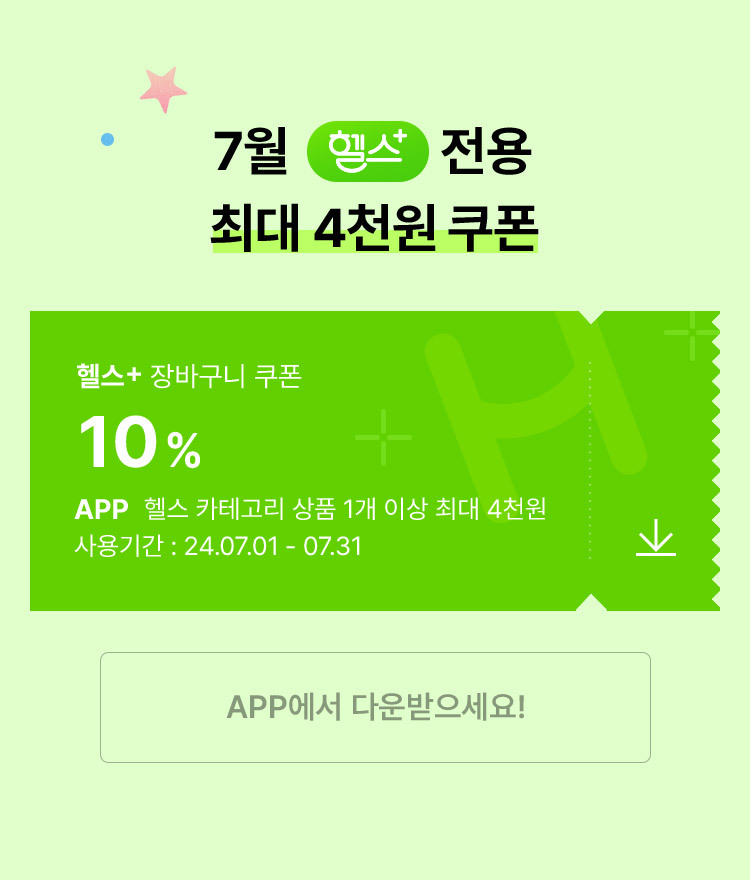 7월 헬스+ 전용
최대 4천원 쿠폰
헬스+ 장바구니 쿠폰
10%
APP 헬스 카테고리 상품 1개 이상 최대 4천원
사용기간 : 24.07.01 - 07.31
APP에서 다운받으세요!